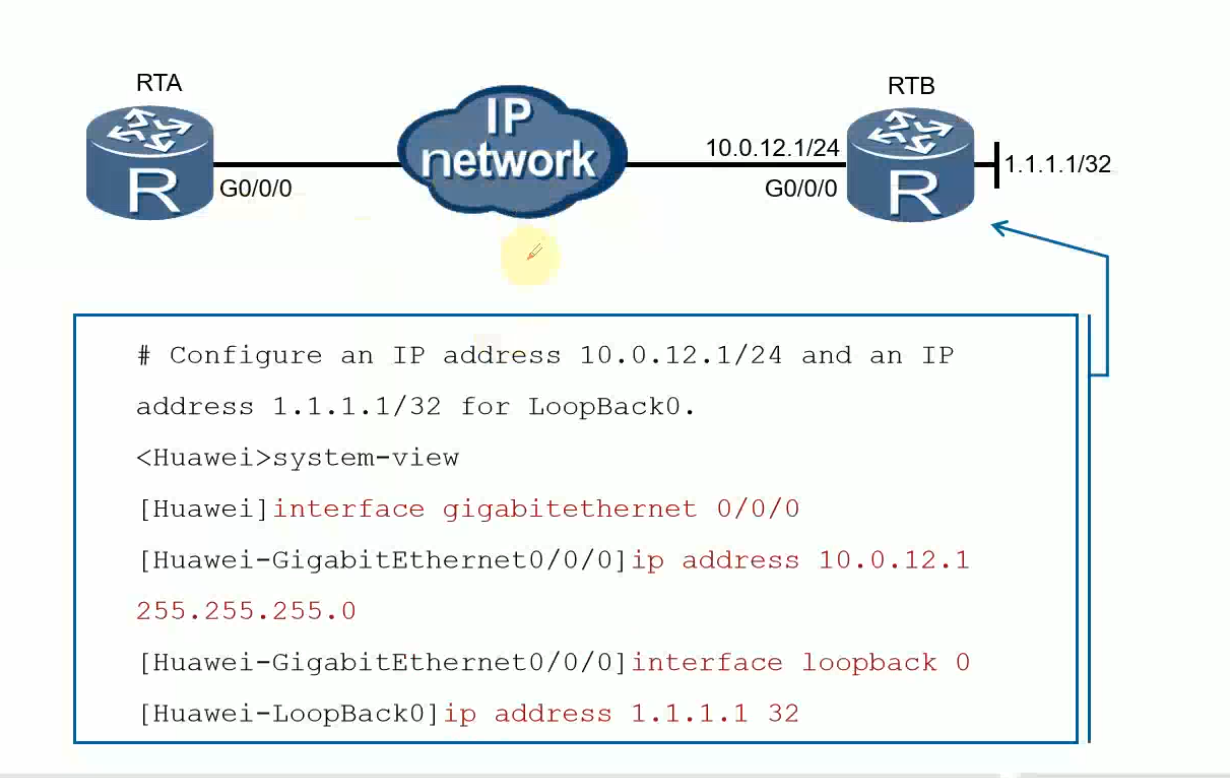 RTA
RTB
IP
network
10.0.12.1/24
1.1.1.1/32
G0/0/0
G0/0/0
R
R
# Configure an IP address 10.0.12.1/24 and an IP
address 1.1.1.1/32 for LoopBack0.
<Huawei>system-view
[Huawei]interface gigabitethernet 0/0/0
[Huawei-GigabitEthernet0/0/0]ip address 10.0.12.1
255.255.255.0
[Huawei-GigabitEthernet0/0/0]interface loopback 0
[Huawei-LoopBack0]ip address 1.1.1.1 32